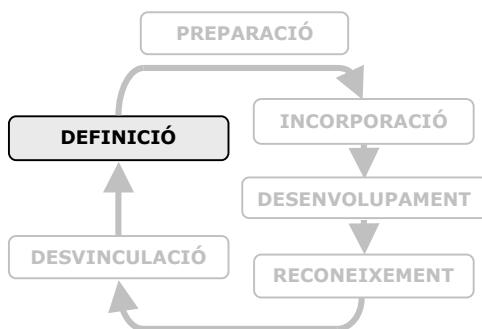 PREPARACIÓ
INCORPORACIÓ
DEFINICIÓ
DESENVOLUPAMENT
DESVINCULACIÓ
RECONEIXEMENT